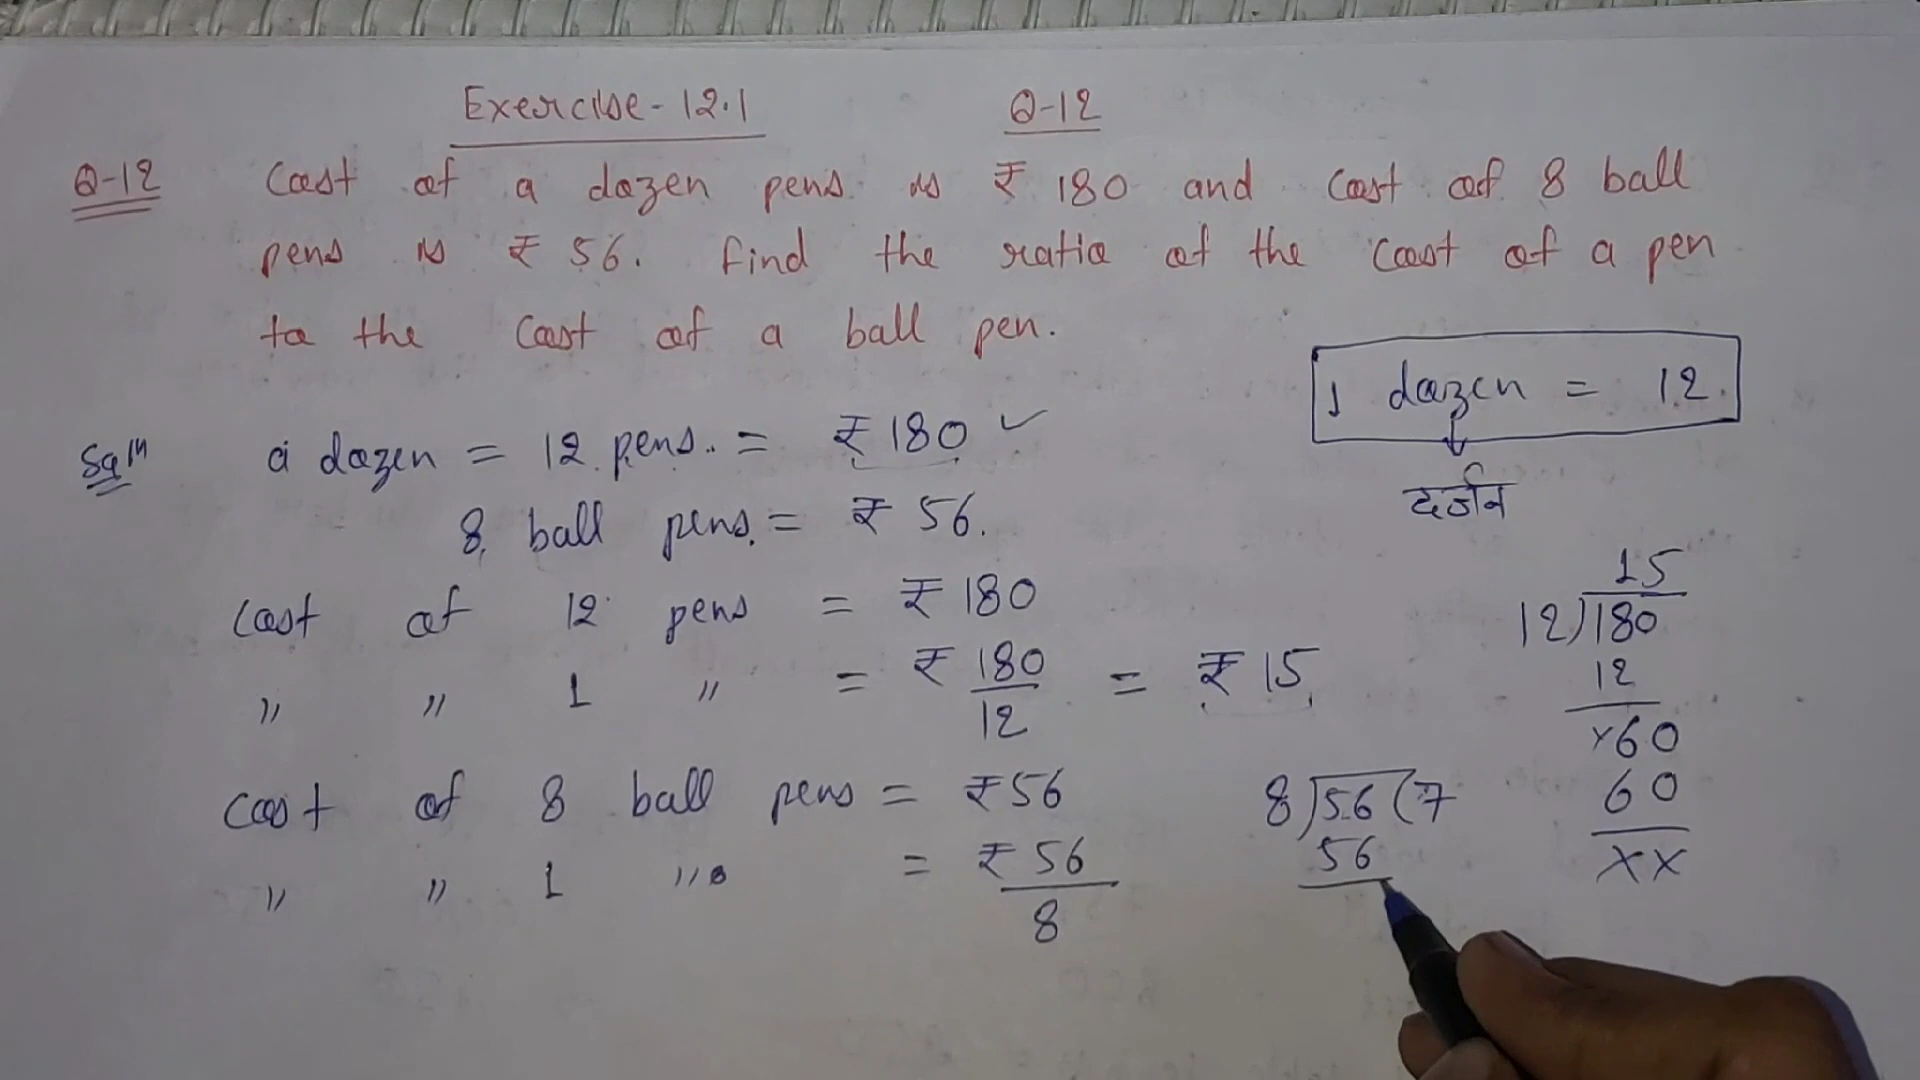 Exercise-12.1 Q-12
Q-12 Cost of a dozen pens is ₹ 180 and cost of 8 ball
pens is ₹ 56. Find the ratio of the cost of a pen
to the cost of a ball pen.
1 dozen = 12.
दर्जन
Solⁿ a dozen = 12 pens. = ₹ 180 ✓
8 ball pens. = ₹ 56.
Cost of 12 pens = ₹ 180
" " 1 " = ₹ 180/12 = ₹ 15
Cost of 8 ball pens = ₹56
" " 1 " = ₹ 56/8
15
12)180
12
×60
60
××
8)56(7
56